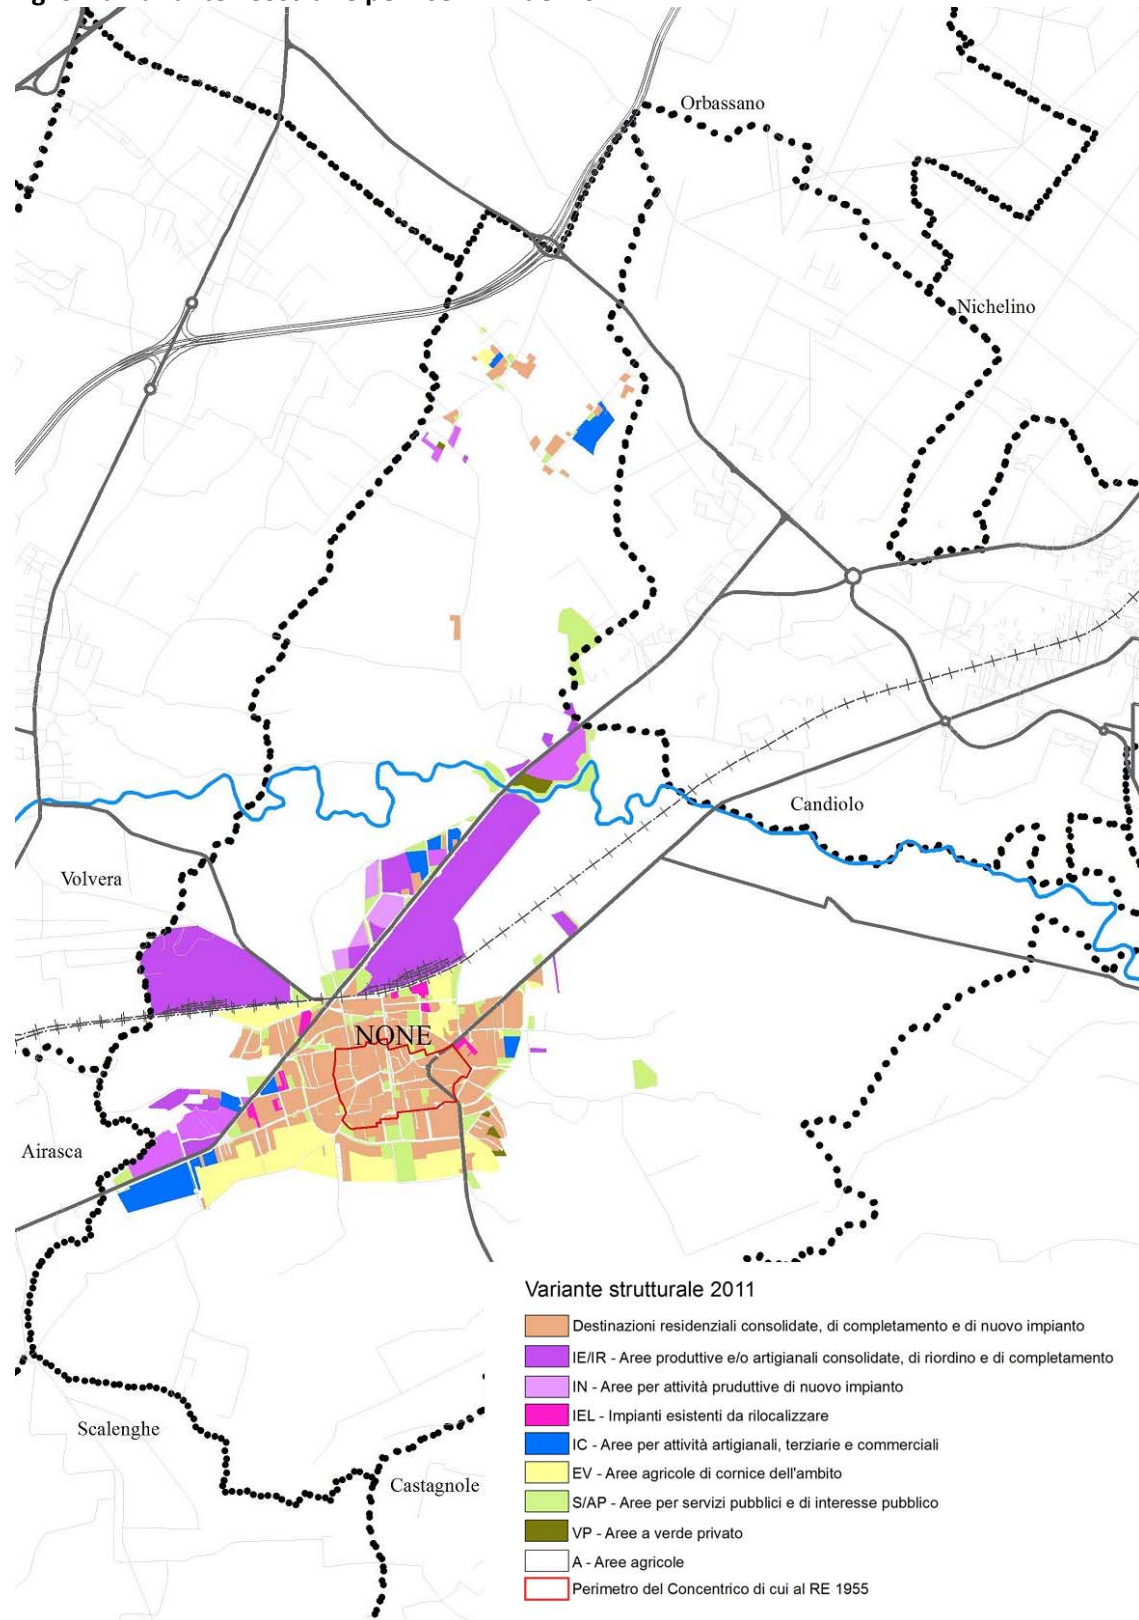 Orbassano
Nichelino
Candiolo
Volvera
NONE
Airasca
Scalenghe
Castagnole
Variante strutturale 2011
Destinazioni residenziali consolidate, di completamento e di nuovo impianto
IE/IR - Aree produttive e/o artigianali consolidate, di riordino e di completamento
IN - Aree per attività pruduttive di nuovo impianto
IEL - Impianti esistenti da rilocalizzare
IC - Aree per attività artigianali, terziarie e commerciali
EV - Aree agricole di cornice dell'ambito
S/AP - Aree per servizi pubblici e di interesse pubblico
VP - Aree a verde privato
A - Aree agricole
Perimetro del Concentrico di cui al RE 1955